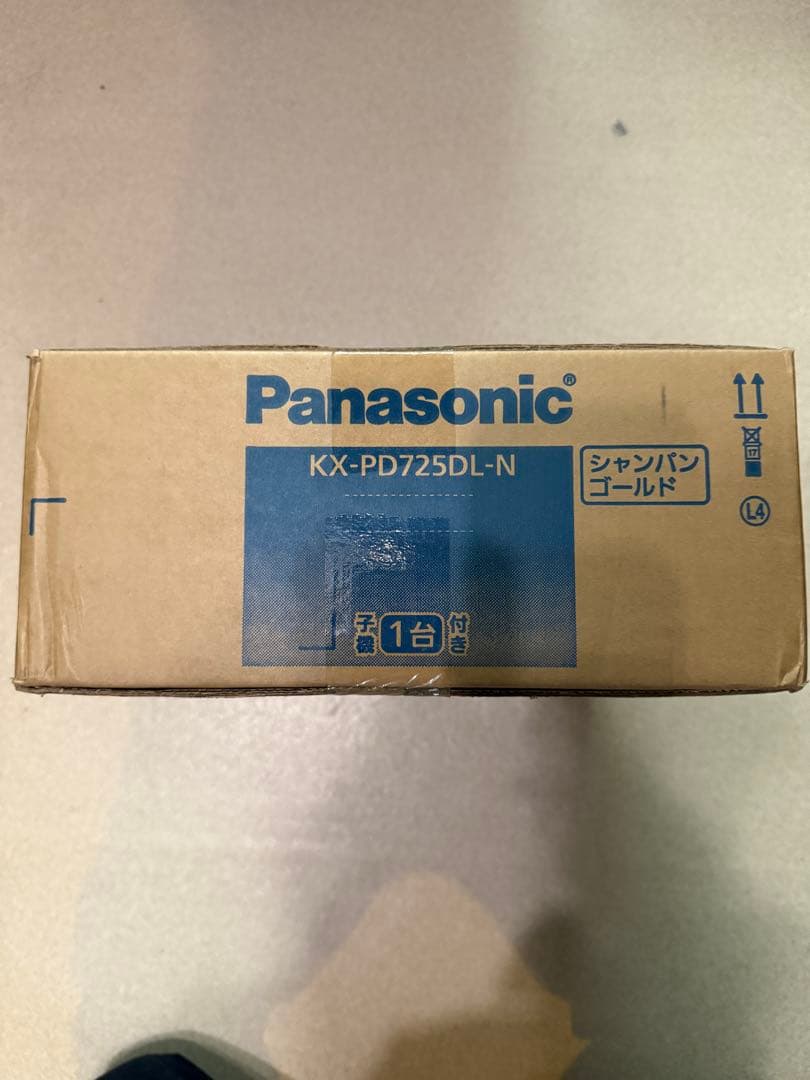 Panasonic®
KX-PD725DL-N
シャンパン
ゴールド
L4
子機 1台 付き